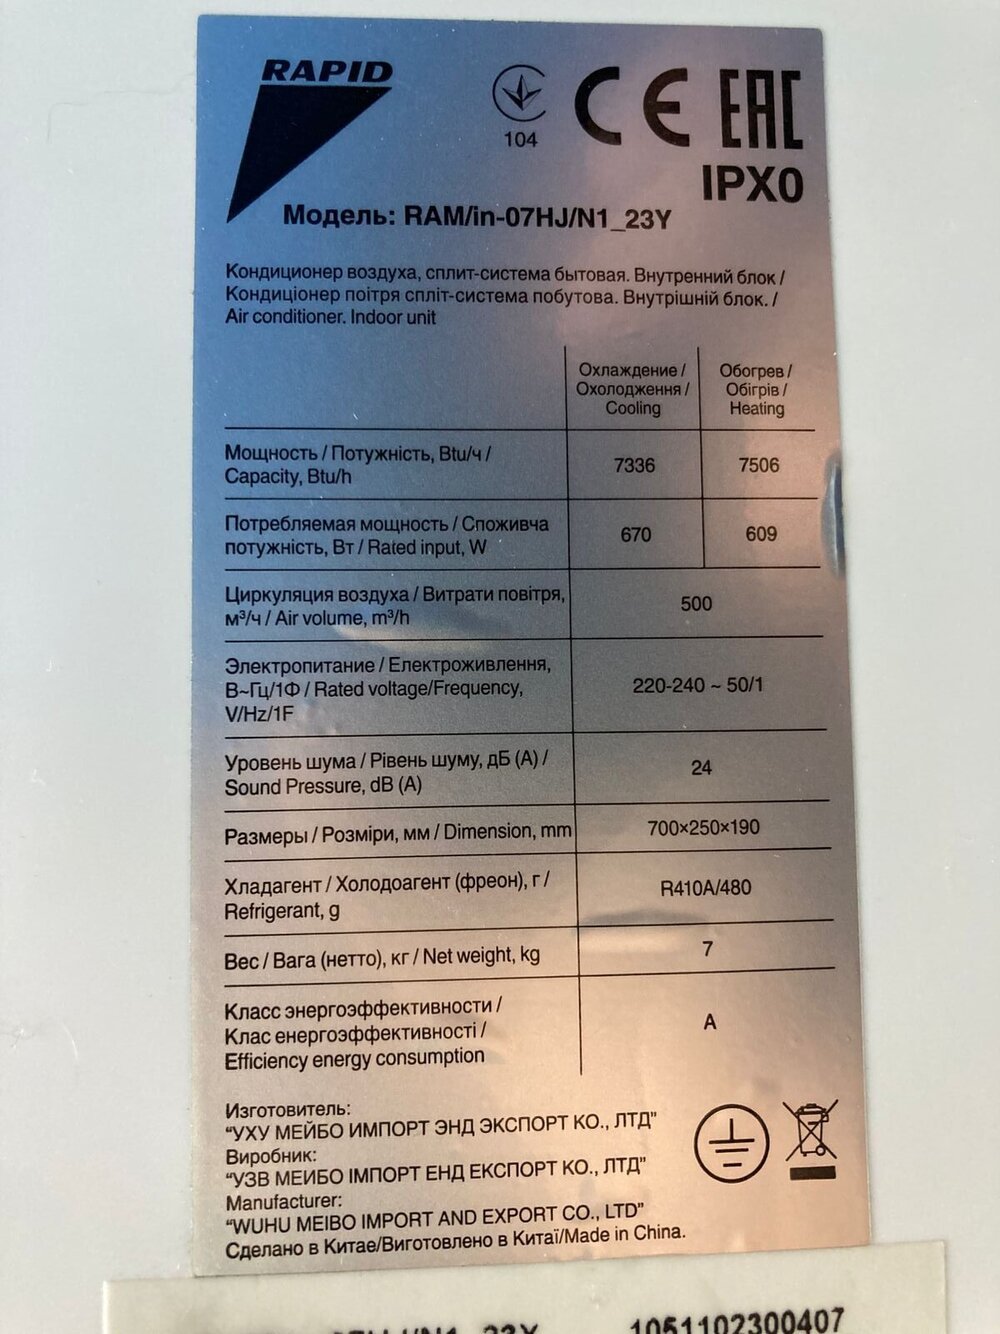 RAPID
104
CE EAC
IPX0
Модель: RAM/in-07HJ/N1_23Y
Кондиционер воздуха, сплит-система бытовая. Внутренний блок /
Кондиціонер поітря спліт-система побутова. Внутрішній блок. /
Air conditioner. Indoor unit
Охлаждение /
Охолодження /
Cooling
Обогрев /
Обігрів /
Heating
Мощность / Потужність, Btu/ч /
Capacity, Btu/h
7336
7506
Потребляемая мощность / Споживча
потужність, Вт / Rated input, W
670
609
Циркуляция воздуха / Витрати повітря,
м³/ч / Air volume, m³/h
500
Электропитание / Електроживлення,
В~Гц/1Ф / Rated voltage/Frequency,
V/Hz/1F
220-240 ~ 50/1
Уровень шума / Рівень шуму, дБ (А) /
Sound Pressure, dB (A)
24
Размеры / Розміри, мм / Dimension, mm
700×250×190
Хладагент / Холодоагент (фреон), г /
Refrigerant, g
R410A/480
Вес / Вага (нетто), кг / Net weight, kg
7
Класс энергоэффективности /
Клас енергоэффективності /
Efficiency energy consumption
A
Изготовитель:
"УХУ МЕЙБО ИМПОРТ ЭНД ЭКСПОРТ КО., ЛТД"
Виробник:
"УЗВ МЕИБО ІМПОРТ ЕНД ЕКСПОРТ КО., ЛТД"
Manufacturer:
"WUHU MEIBO IMPORT AND EXPORT CO., LTD"
Сделано в Китае/Виготовлено в Китаї/Made in China.
1051102300407